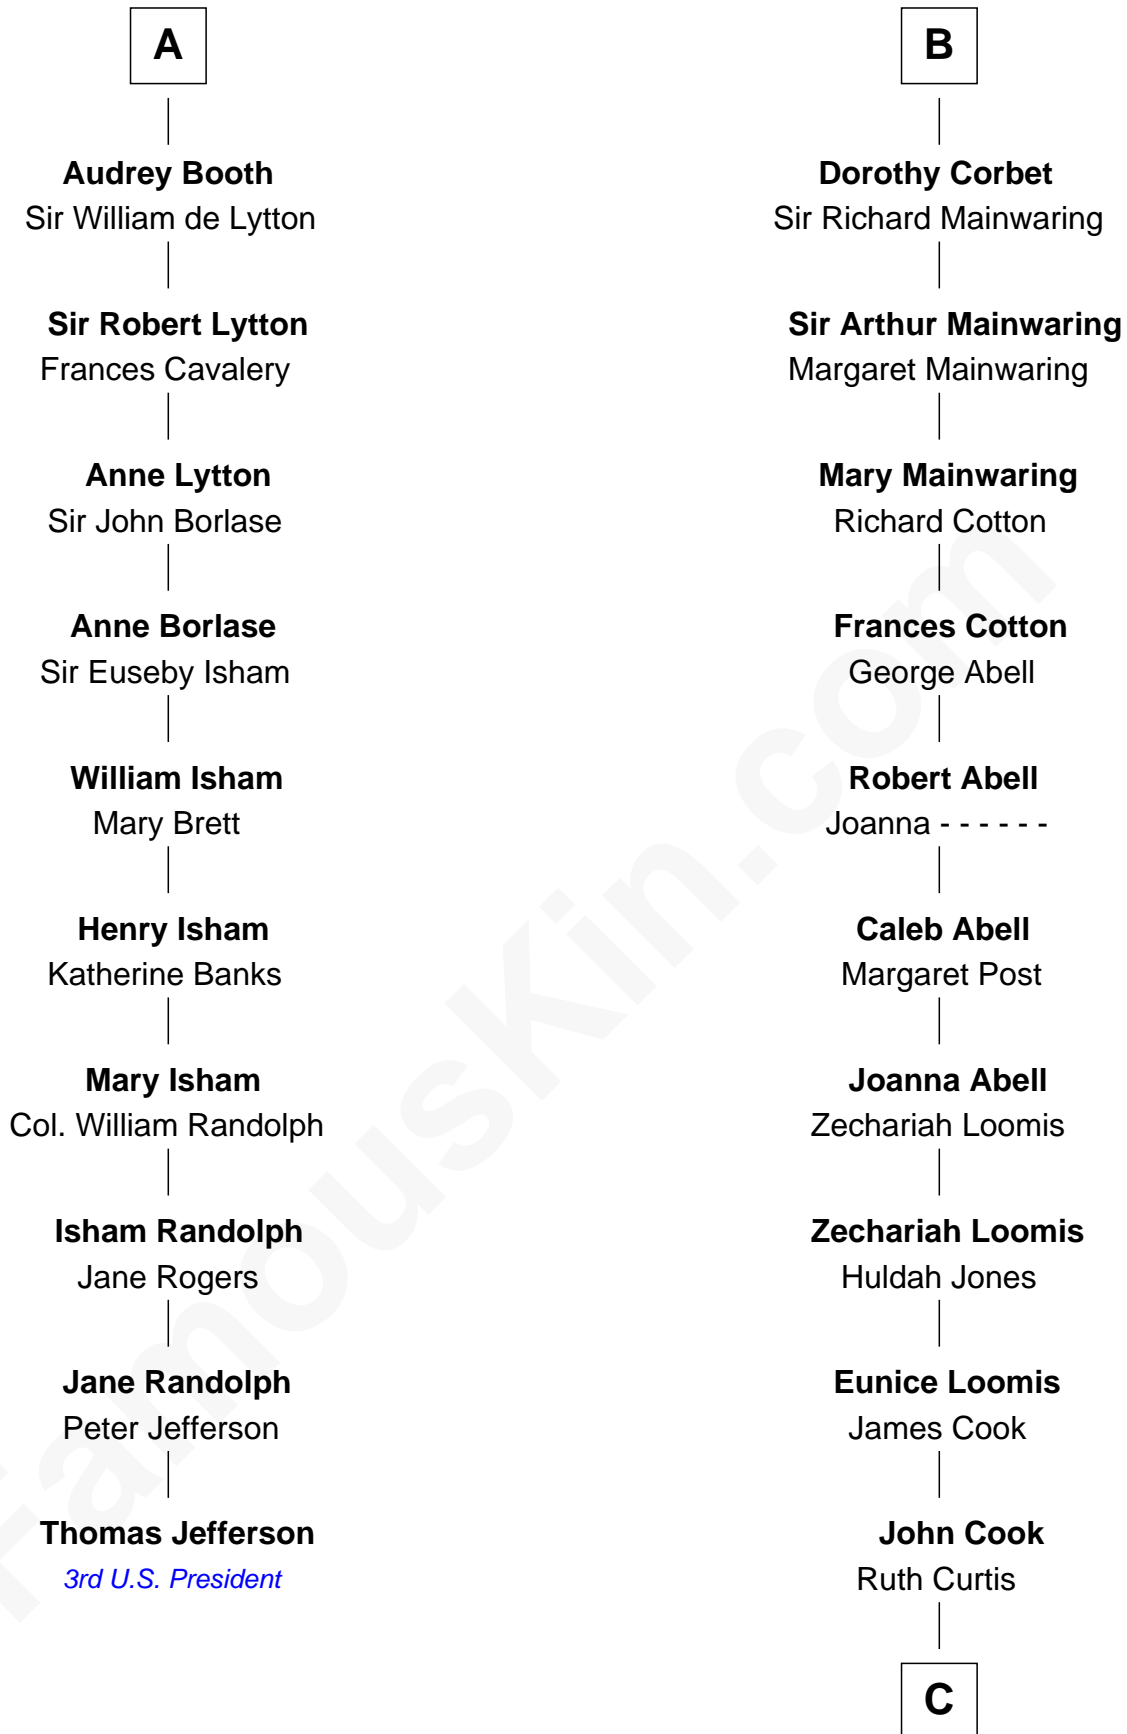 A
Audrey Booth
Sir William de Lytton
Sir Robert Lytton
Frances Cavalery
Anne Lytton
Sir John Borlase
Anne Borlase
Sir Euseby Isham
William Isham
Mary Brett
Henry Isham
Katherine Banks
Mary Isham
Col. William Randolph
Isham Randolph
Jane Rogers
Jane Randolph
Peter Jefferson
Thomas Jefferson
3rd U.S. President
B
Dorothy Corbet
Sir Richard Mainwaring
Sir Arthur Mainwaring
Margaret Mainwaring
Mary Mainwaring
Richard Cotton
Frances Cotton
George Abell
Robert Abell
Joanna - - - - - -
Caleb Abell
Margaret Post
Joanna Abell
Zechariah Loomis
Zechariah Loomis
Huldah Jones
Eunice Loomis
James Cook
John Cook
Ruth Curtis
C
FamousKin.com